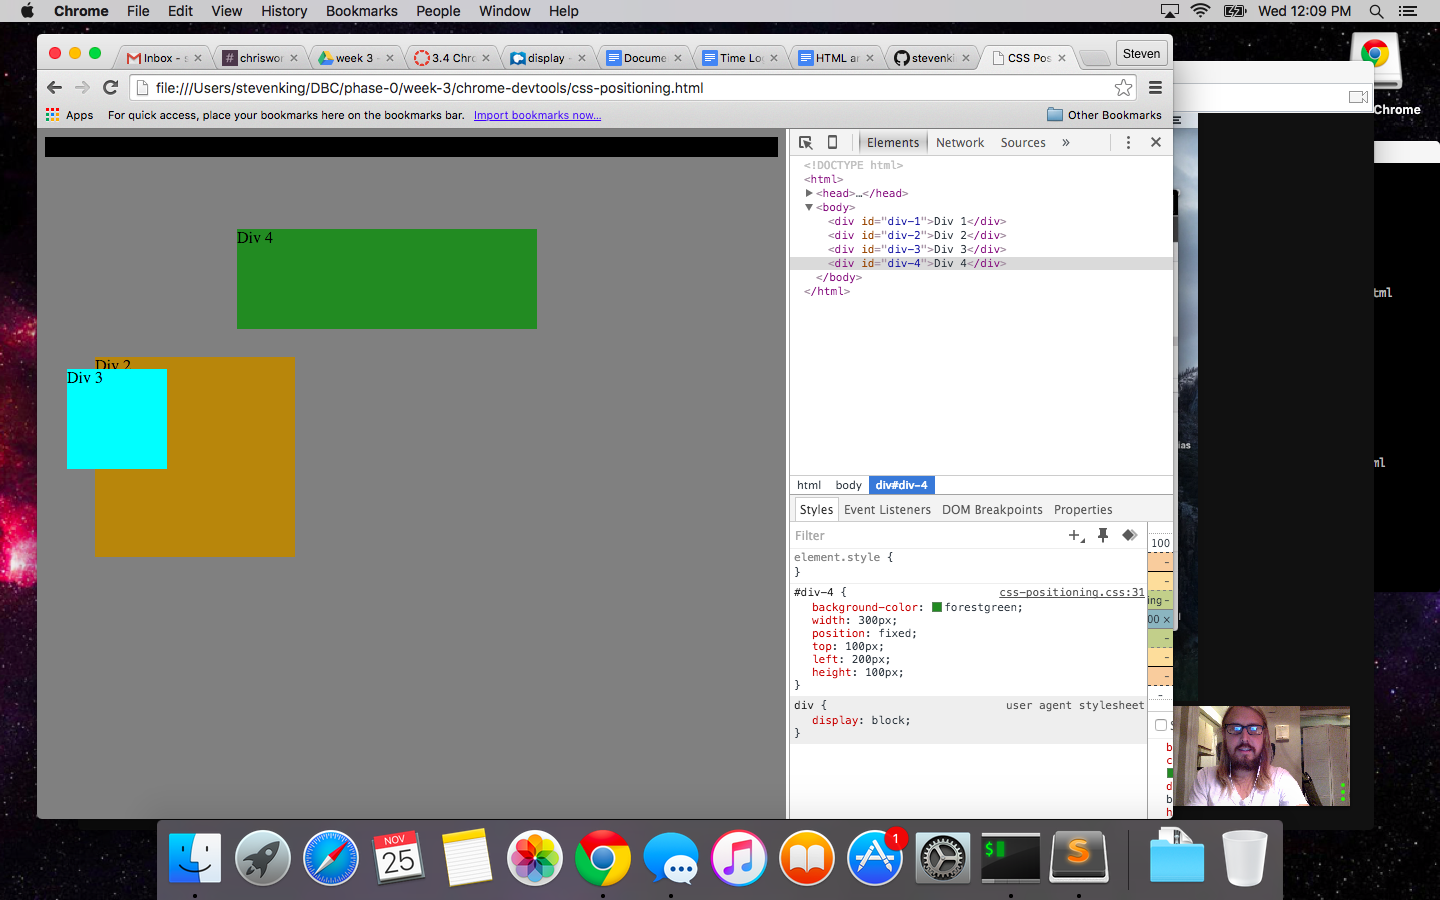 Chrome File Edit View History Bookmarks People Window Help Wed 12:09 PM
Inbox - s # chriswor week 3 - 3.4 Chro display - Docume Time Log HTML an stevenki CSS Pos Steven
file:///Users/stevenking/DBC/phase-0/week-3/chrome-devtools/css-positioning.html
Apps For quick access, place your bookmarks here on the bookmarks bar. Import bookmarks now... Other Bookmarks
Chrome
Div 4
Div 2
Div 3
Elements Network Sources »
<!DOCTYPE html>
<html>
<head>…</head>
<body>
<div id="div-1">Div 1</div>
<div id="div-2">Div 2</div>
<div id="div-3">Div 3</div>
<div id="div-4">Div 4</div>
</body>
</html>
html body div#div-4
Styles Event Listeners DOM Breakpoints Properties
Filter
element.style {
}
#div-4 { css-positioning.css:31
background-color: forestgreen;
width: 300px;
position: fixed;
top: 100px;
left: 200px;
height: 100px;
}
div { user agent stylesheet
display: block;
}
100
ing -
00 ×
b
c
d
b
h
tml
ml
ias
NOV
25
1
$
S